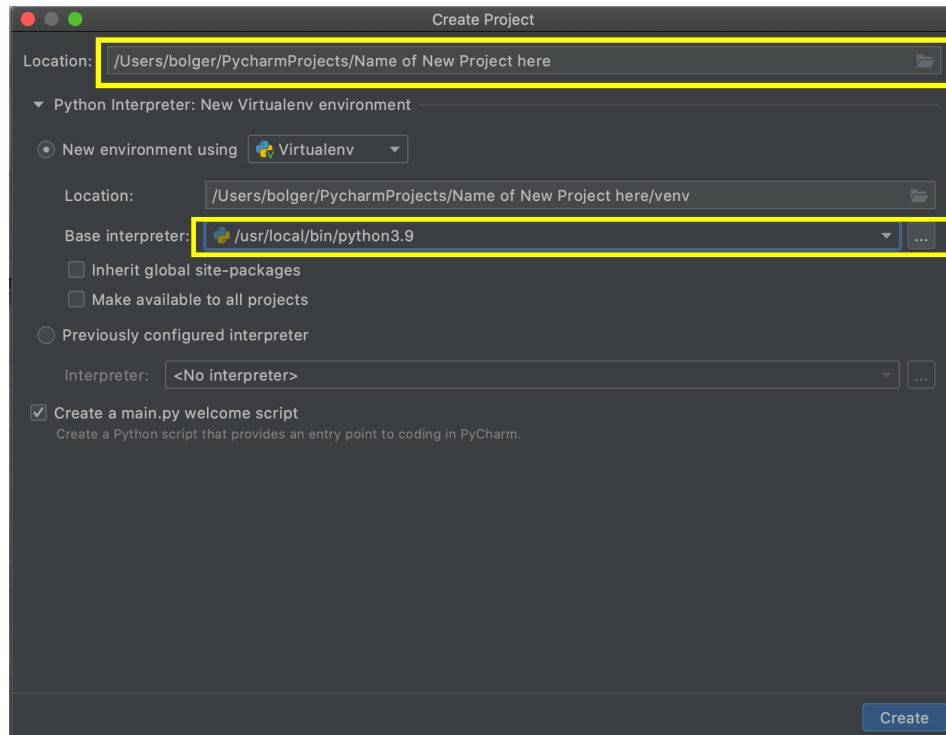 Create Project
Location: /Users/bolger/PycharmProjects/Name of New Project here
Python Interpreter: New Virtualenv environment
New environment using Virtualenv
Location: /Users/bolger/PycharmProjects/Name of New Project here/venv
Base interpreter: /usr/local/bin/python3.9 ...
Inherit global site-packages
Make available to all projects
Previously configured interpreter
Interpreter: <No interpreter> ...
Create a main.py welcome script
Create a Python script that provides an entry point to coding in PyCharm.
Create